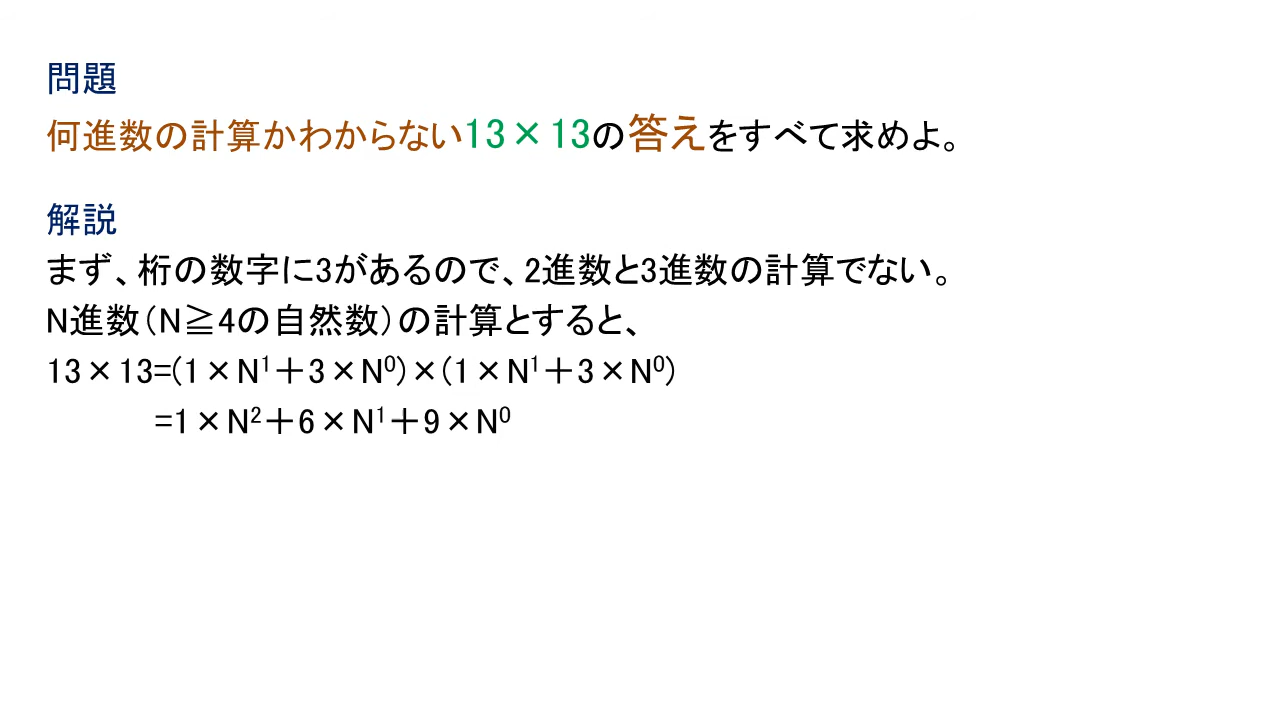 問題
何進数の計算かわからない13×13の答えをすべて求めよ。
解説
まず、桁の数字に3があるので、2進数と3進数の計算でない。
N進数（N≧4の自然数）の計算とすると、
13×13=(1×N¹＋3×N⁰)×(1×N¹＋3×N⁰)
=1×N²＋6×N¹＋9×N⁰